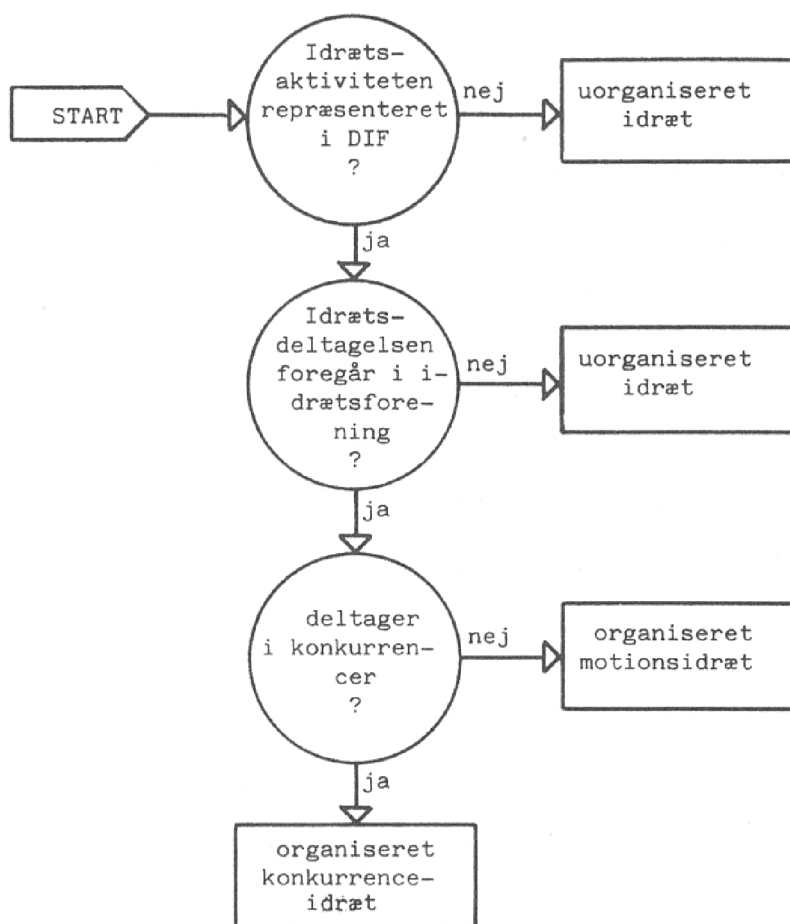 Idræts-
aktiviteten
repræsenteret
i DIF
?
START
nej
uorganiseret
idræt
ja
Idræts-
deltagelsen
foregår i i-
drætsfore-
ning
?
nej
uorganiseret
idræt
ja
deltager
i konkurren-
cer
?
nej
organiseret
motionsidræt
ja
organiseret
konkurrence-
idræt